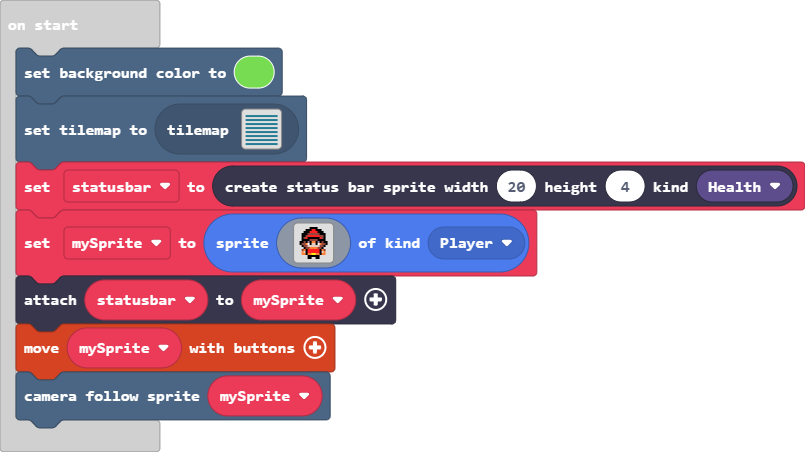 on start
set background color to
set tilemap to tilemap
set statusbar to create status bar sprite width 20 height 4 kind Health
set mySprite to sprite of kind Player
attach statusbar to mySprite
move mySprite with buttons
camera follow sprite mySprite